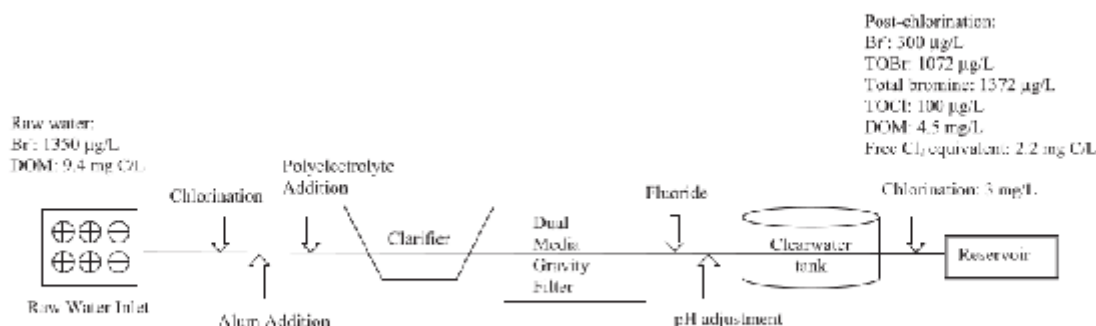 Post-chlorination:
Br-: 300 µg/L
TOBr: 1072 µg/L
Total bromine: 1372 µg/L
TOCl: 100 µg/L
DOM: 4.5 mg/L
Free Cl₂ equivalent: 2.2 mg C/L
Raw water:
Br-: 1350 µg/L
DOM: 9.4 mg C/L
Chlorination
Polyelectrolyte
Addition
Fluoride
Chlorination: 3 mg/L
Clarifier
Dual
Media
Gravity
Filter
Clearwater
tank
Reservoir
Raw Water Inlet
Alum Addition
pH adjustment